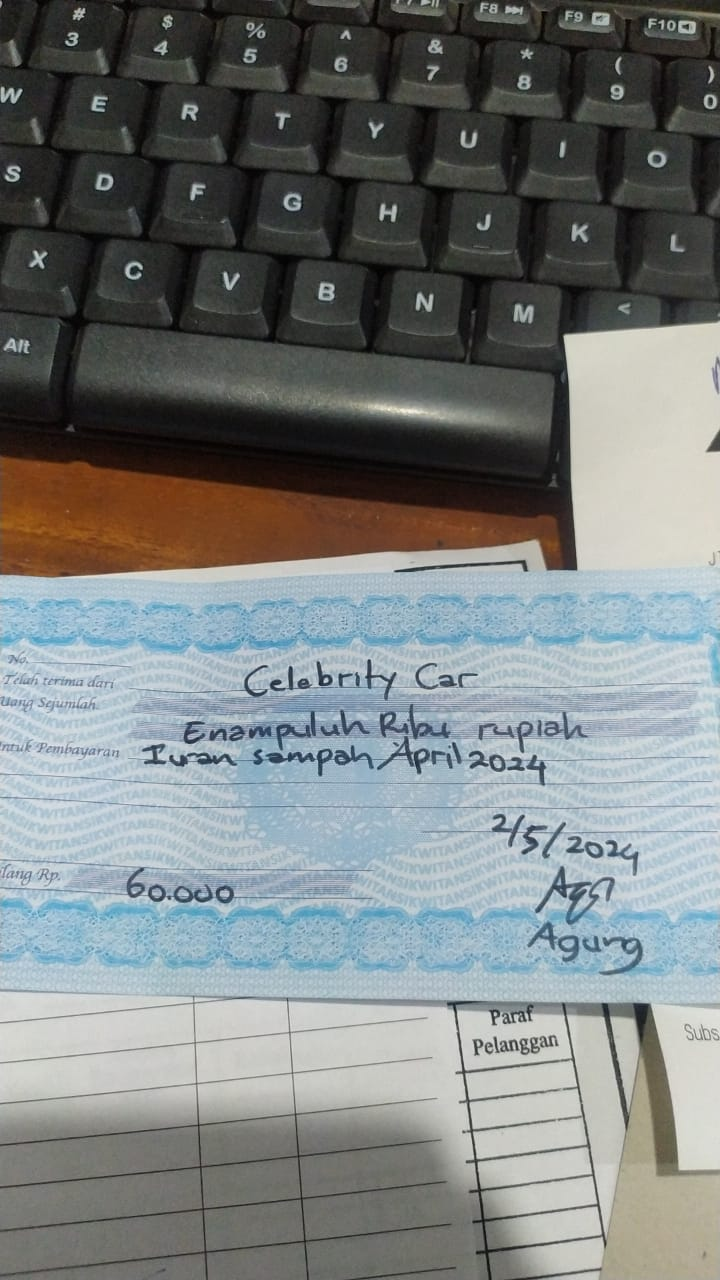 F7
F8
F9
F10
# 3
$ 4
% 5
^ 6
& 7
* 8
( 9
) 0
W E R T Y U I O
S D F G H J K L
X C V B N M <
Alt
No.
Telah terima dari Celebrity Car
Uang Sejumlah Enampuluh Ribu rupiah
ntuk Pembayaran Iuran sampah April 2024
2/5/2024
lang Rp. 60.000
Agung
Paraf
Pelanggan
Subs